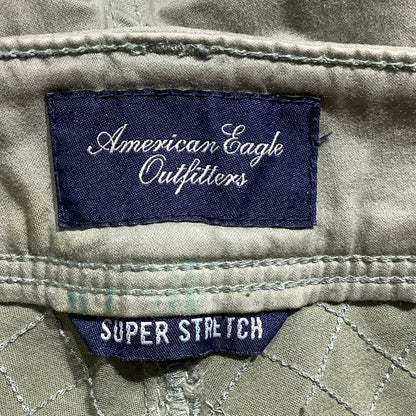 American Eagle
Outfitters
SUPER STRETCH